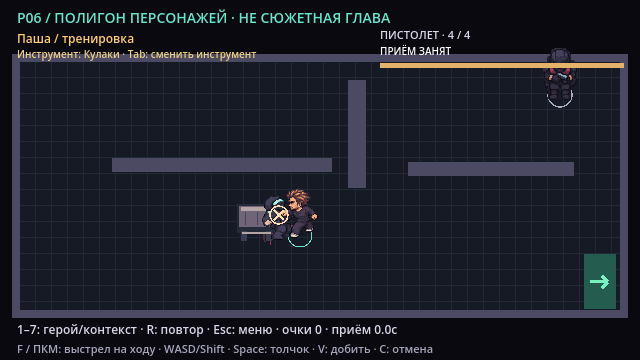 P06 / ПОЛИГОН ПЕРСОНАЖЕЙ · НЕ СЮЖЕТНАЯ ГЛАВА
Паша / тренировка
Инструмент: Кулаки · Tab: сменить инструмент
ПИСТОЛЕТ · 4 / 4
ПРИЁМ ЗАНЯТ
1–7: герой/контекст · R: повтор · Esc: меню · очки 0 · приём 0.0с
F / ПКМ: выстрел на ходу · WASD/Shift · Space: толчок · V: добить · C: отмена